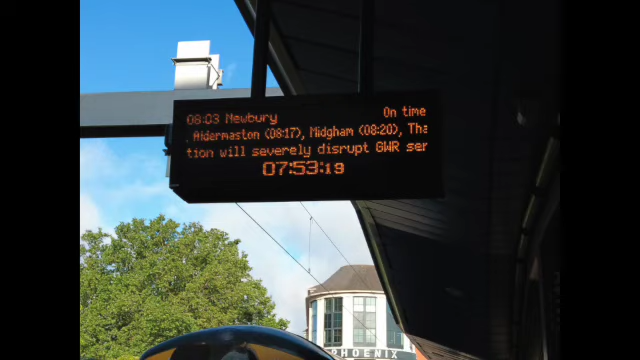 08:03 Newbury On time
. Aldermaston (08:17), Midgham (08:20), Tha
tion will severely disrupt GWR ser
07:53:19
PHOENIX